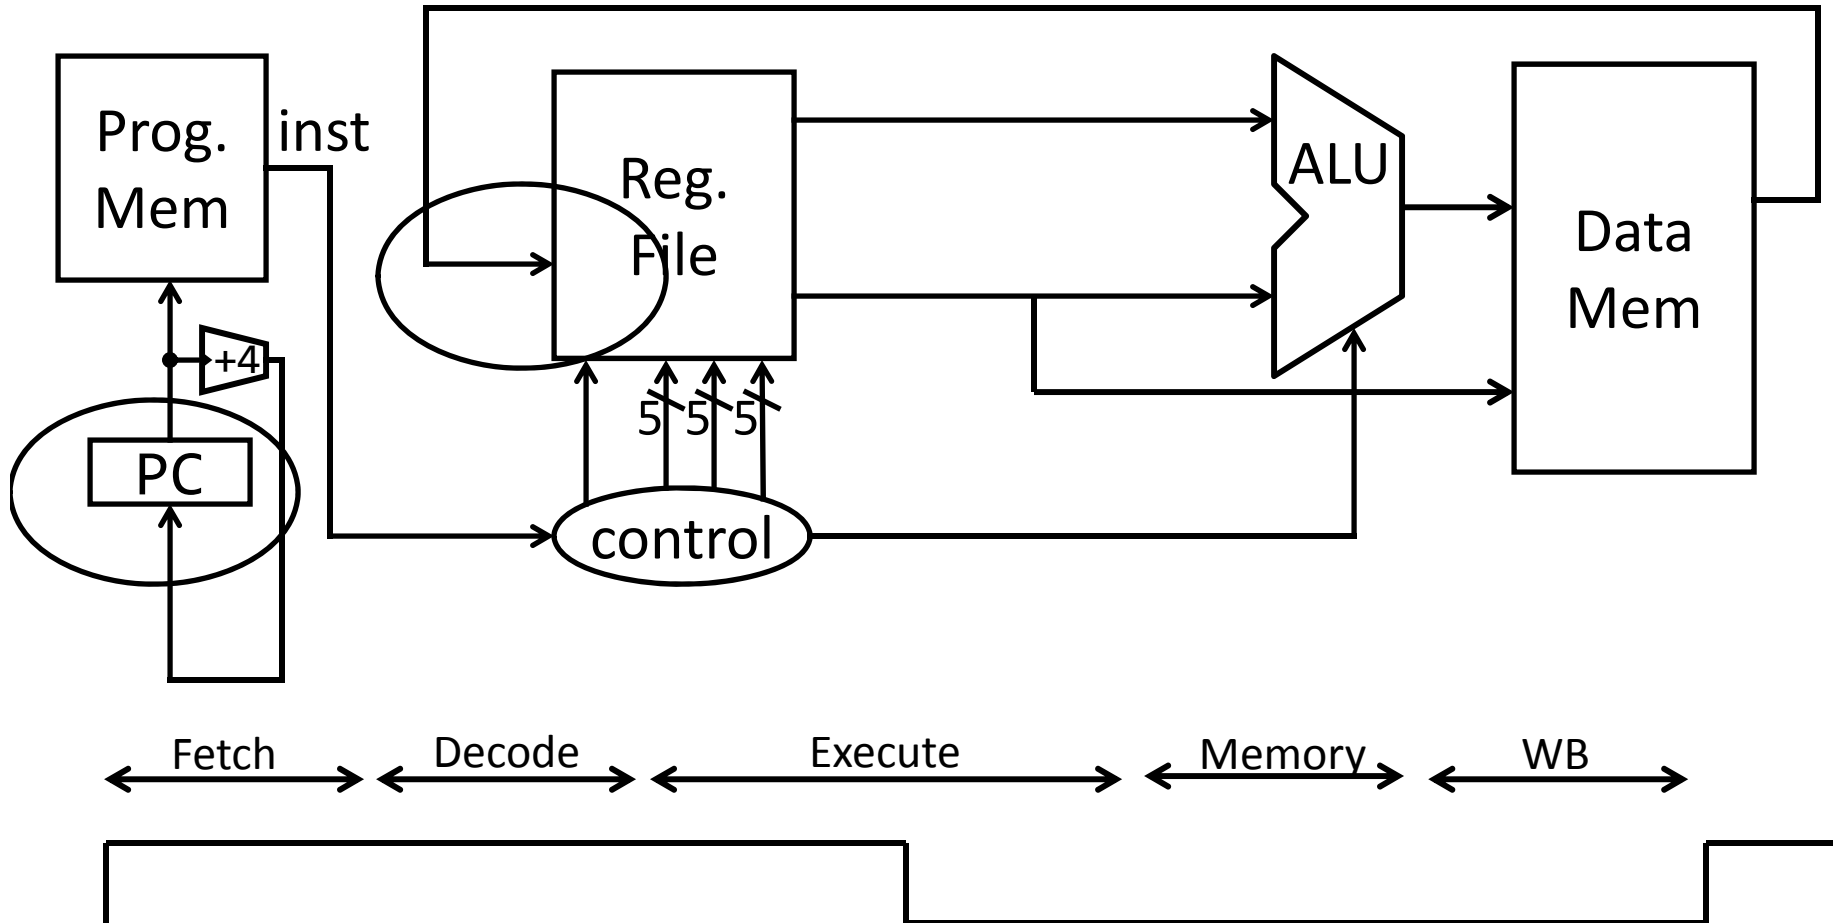 Prog.
Mem
inst
Reg.
File
ALU
Data
Mem
+4
PC
5 5 5
control
Fetch
Decode
Execute
Memory
WB